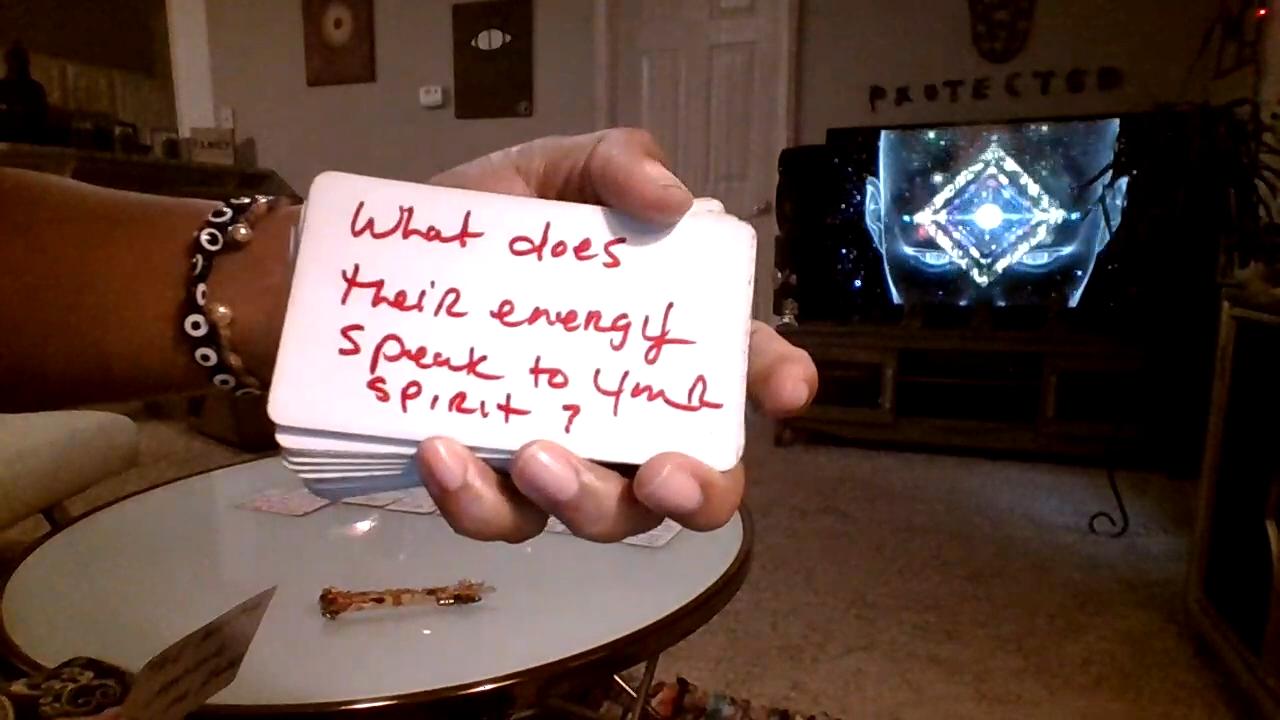 PROTECTED
What does
theiR eneRgy
speak to youR
spiRit ?